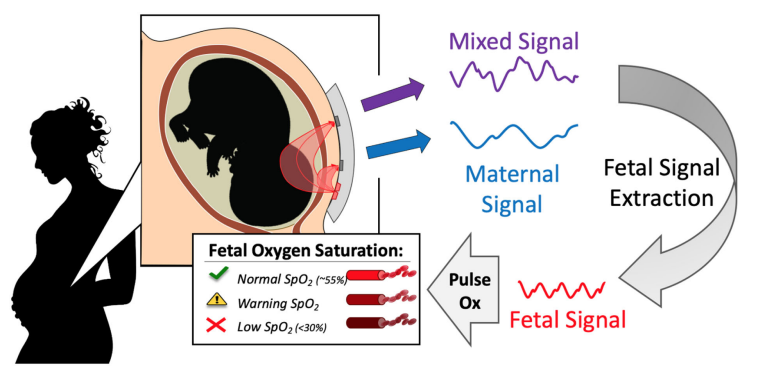 Mixed Signal
Maternal
Signal
Fetal Signal
Extraction
Fetal Signal
Pulse
Ox
Fetal Oxygen Saturation:
Normal SpO₂ (~55%)
Warning SpO₂
Low SpO₂ (<30%)